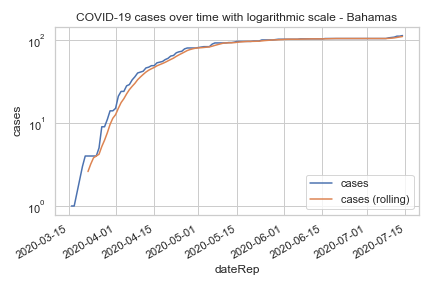 COVID-19 cases over time with logarithmic scale - Bahamas
10²
10¹
10⁰
cases
cases
cases (rolling)
2020-03-15
2020-04-01
2020-04-15
2020-05-01
2020-05-15
2020-06-01
2020-06-15
2020-07-01
2020-07-15
dateRep